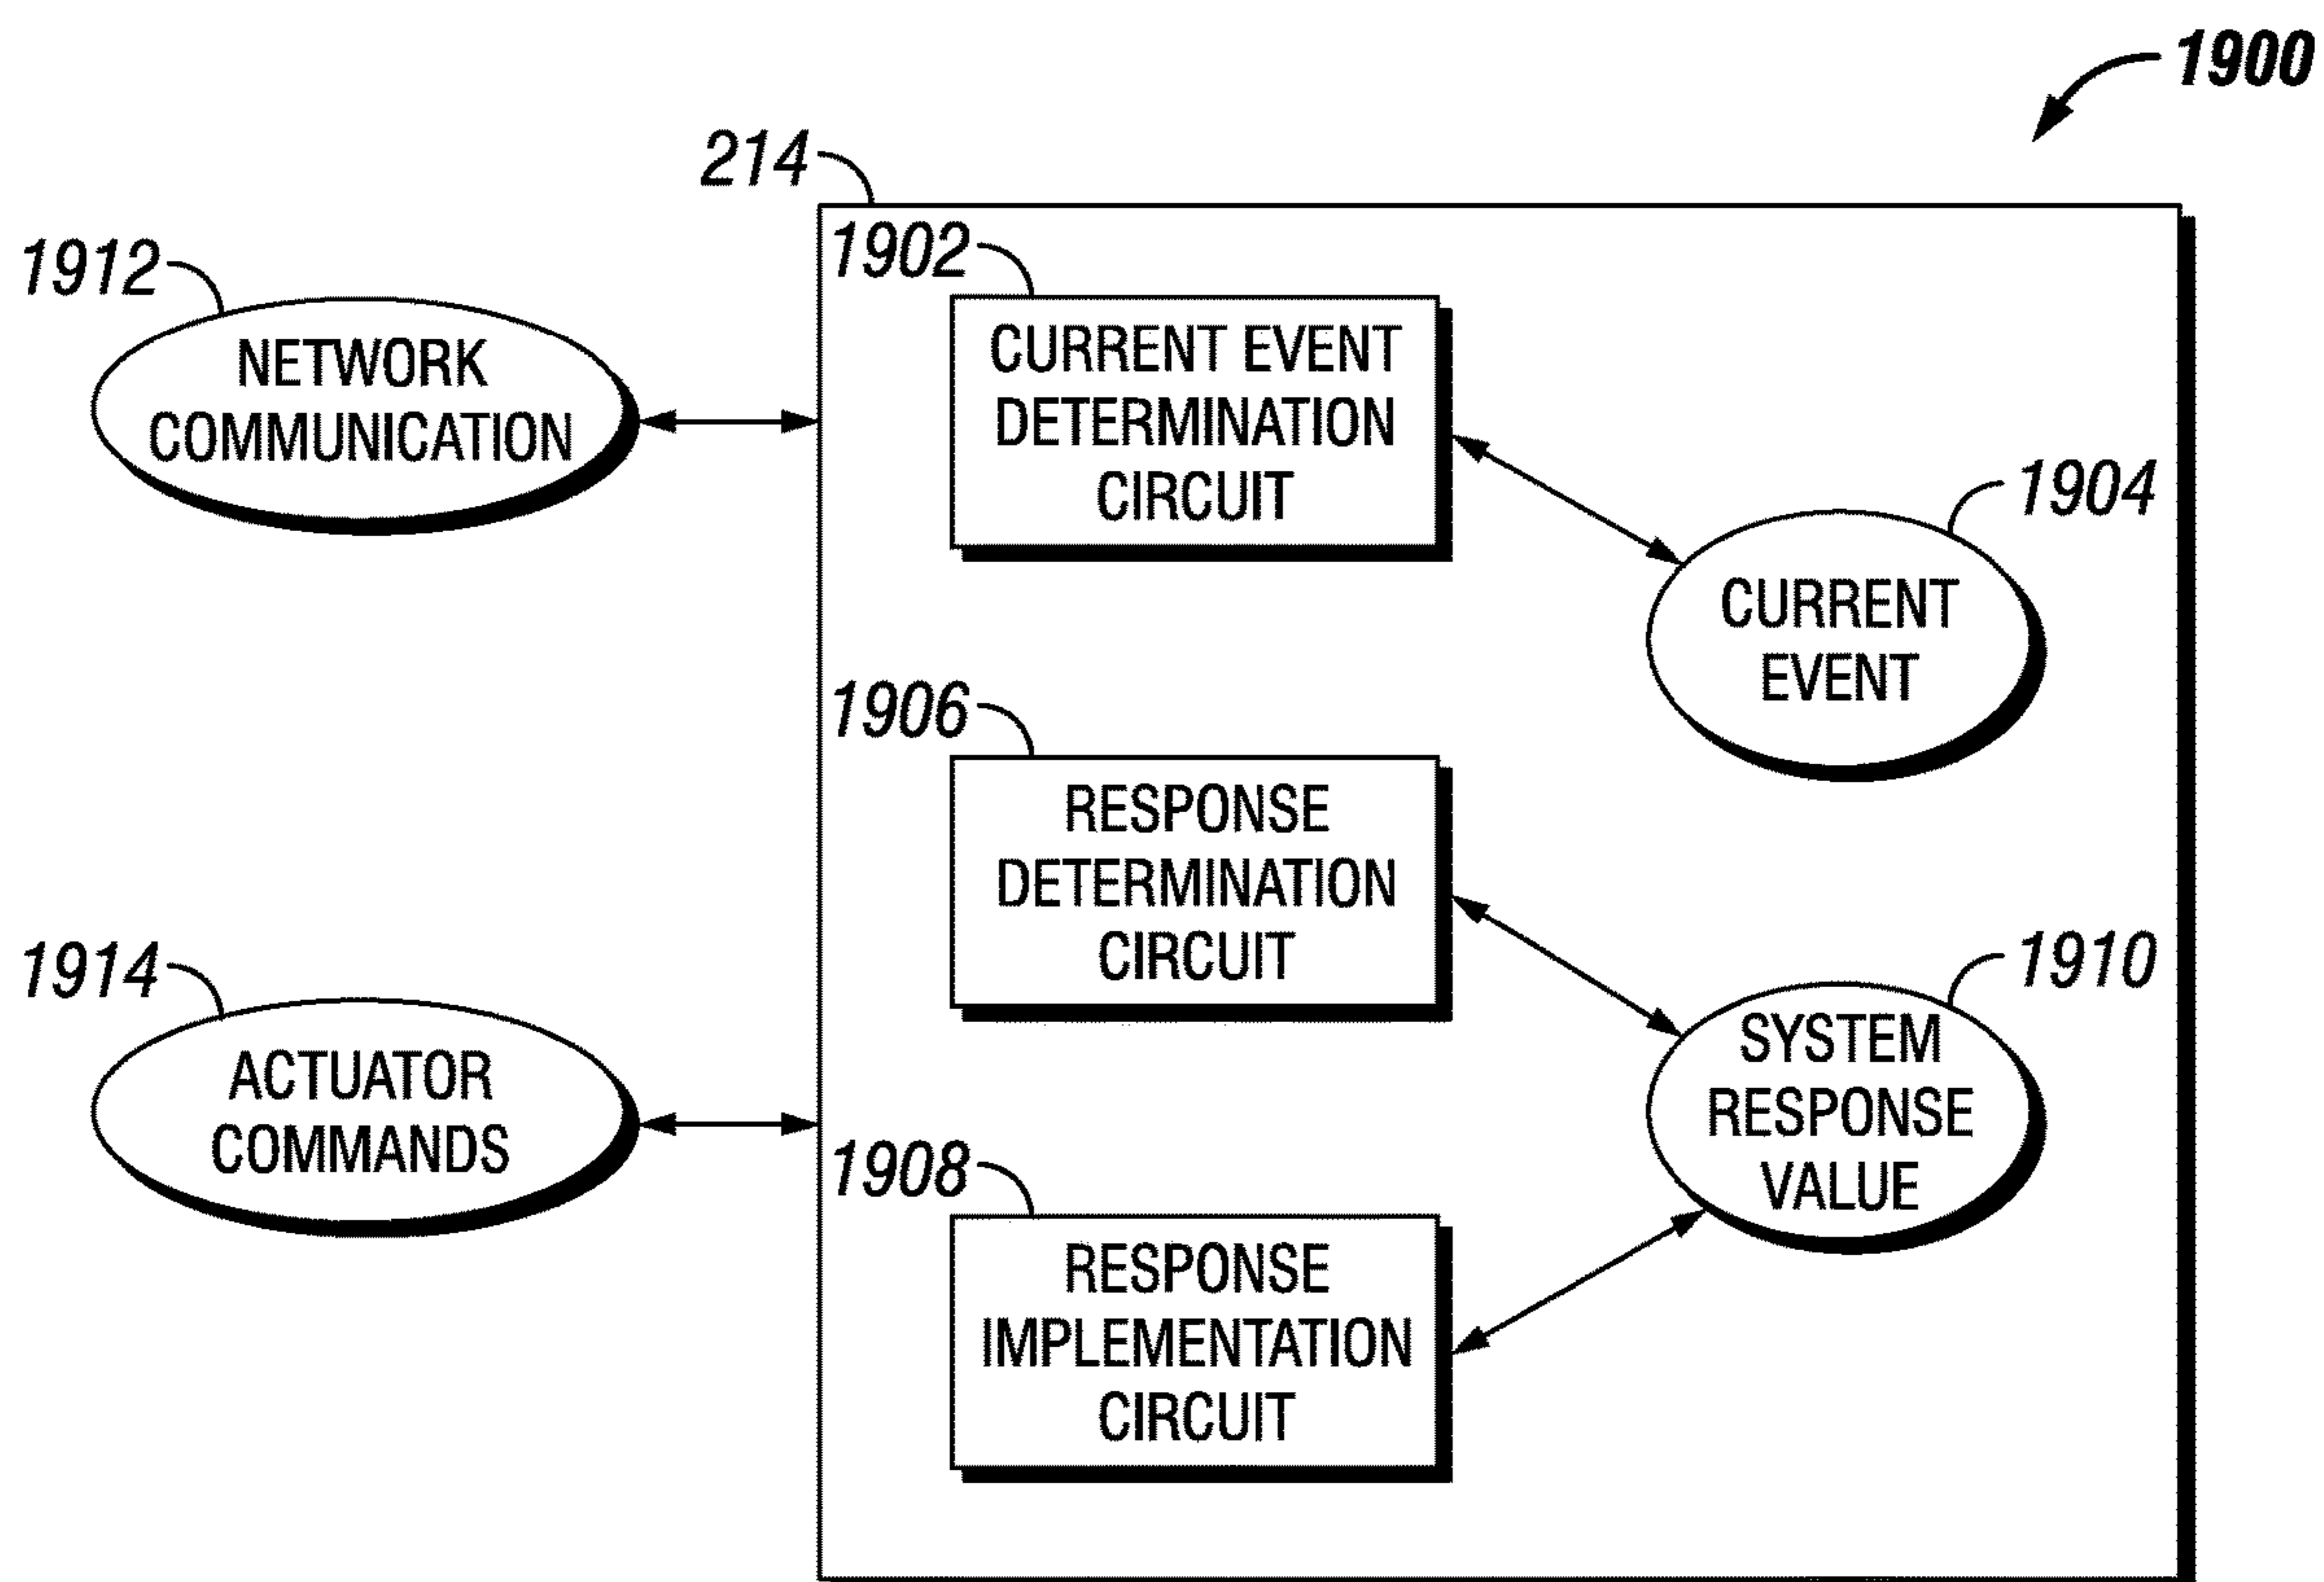 1900
214
1912
1902
NETWORK
COMMUNICATION
CURRENT EVENT
DETERMINATION
CIRCUIT
1904
CURRENT
EVENT
1906
RESPONSE
DETERMINATION
CIRCUIT
1914
1910
ACTUATOR
COMMANDS
SYSTEM
RESPONSE
VALUE
1908
RESPONSE
IMPLEMENTATION
CIRCUIT